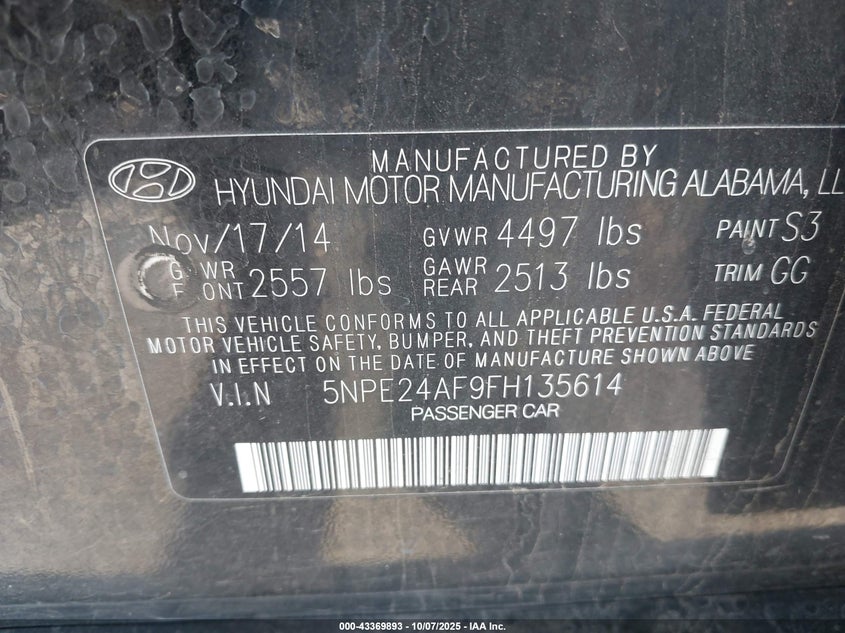 MANUFACTURED BY
HYUNDAI MOTOR MANUFACTURING ALABAMA, LL
Nov/17/14 GVWR 4497 lbs PAINT S3
G WR FRONT 2557 lbs GAWR REAR 2513 lbs TRIM GG
THIS VEHICLE CONFORMS TO ALL APPLICABLE U.S.A. FEDERAL
MOTOR VEHICLE SAFETY, BUMPER, AND THEFT PREVENTION STANDARDS
IN EFFECT ON THE DATE OF MANUFACTURE SHOWN ABOVE
V.I.N 5NPE24AF9FH135614
PASSENGER CAR
000-43369893 - 10/07/2025 - IAA Inc.